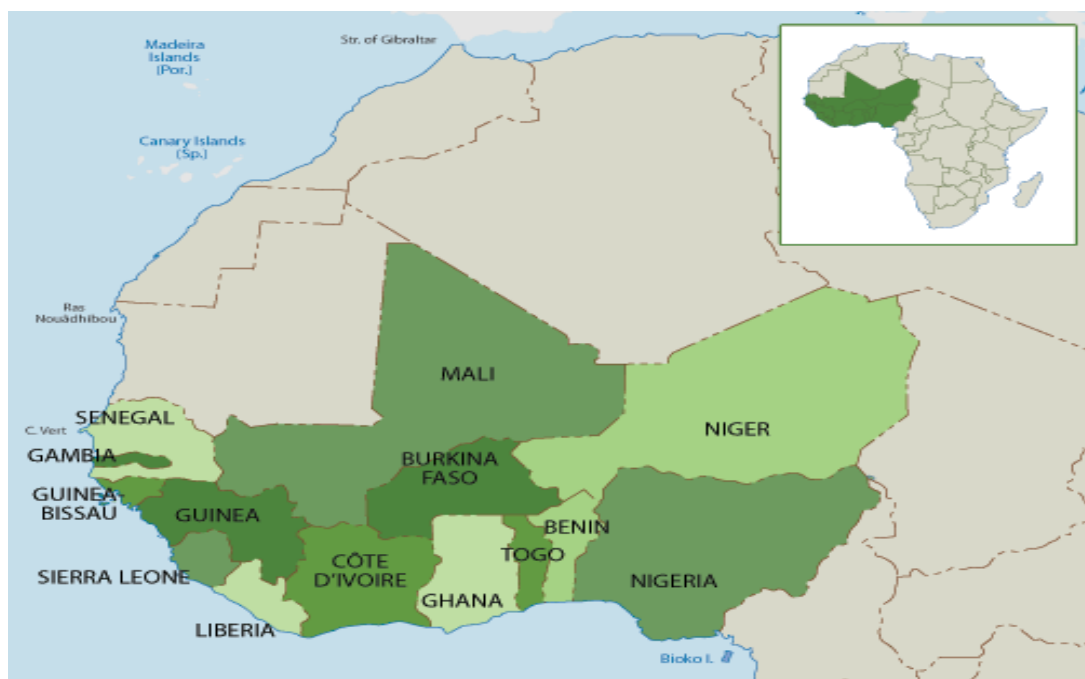 Madeira
Islands
(Por.)
Str. of Gibraltar
Canary Islands
(Sp.)
Ras
Nouâdhibou
MALI
SENEGAL
NIGER
C. Vert
GAMBIA
BURKINA
FASO
GUINEA-
BISSAU
GUINEA
BENIN
TOGO
CÔTE
D'IVOIRE
SIERRA LEONE
NIGERIA
GHANA
LIBERIA
Bioko I.